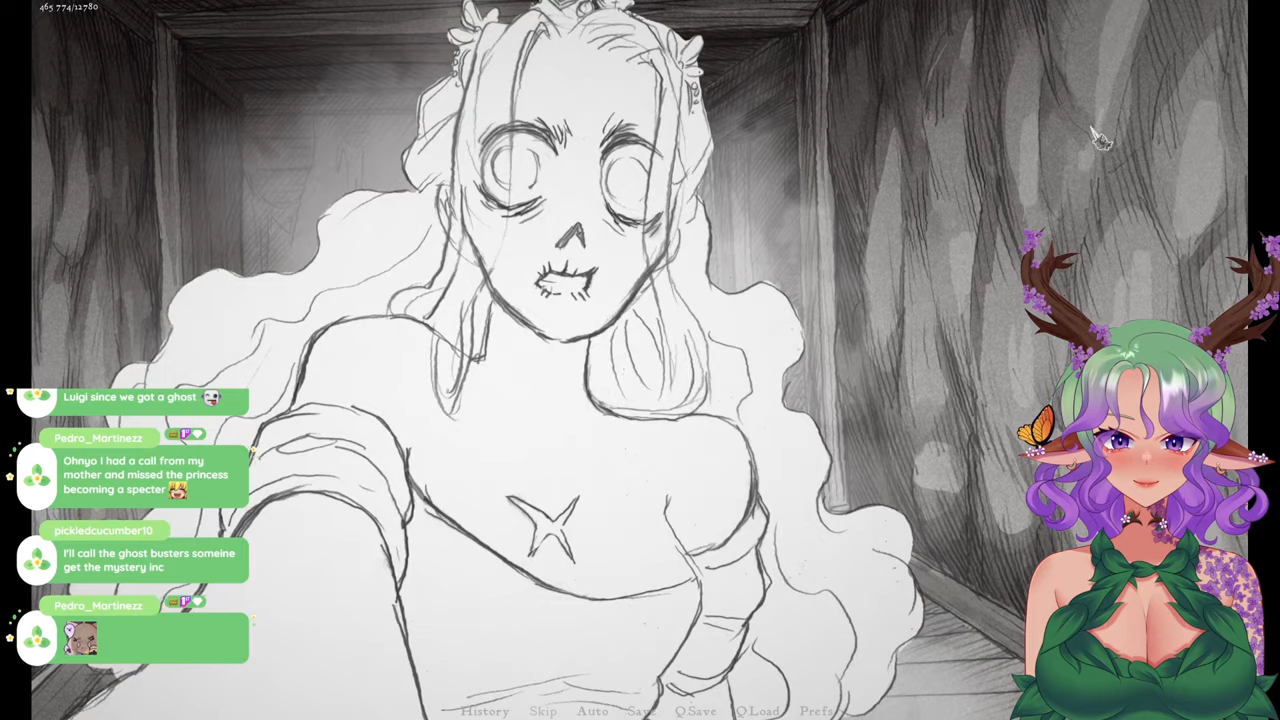 465 774/12780
Luigi since we got a ghost
Pedro_Martinezz
Ohnyo I had a call from my
mother and missed the princess
becoming a specter
pickledcucumber10
I'll call the ghost busters someine
get the mystery inc
Pedro_Martinezz
History Skip Auto Save Q.Save Q.Load Prefs